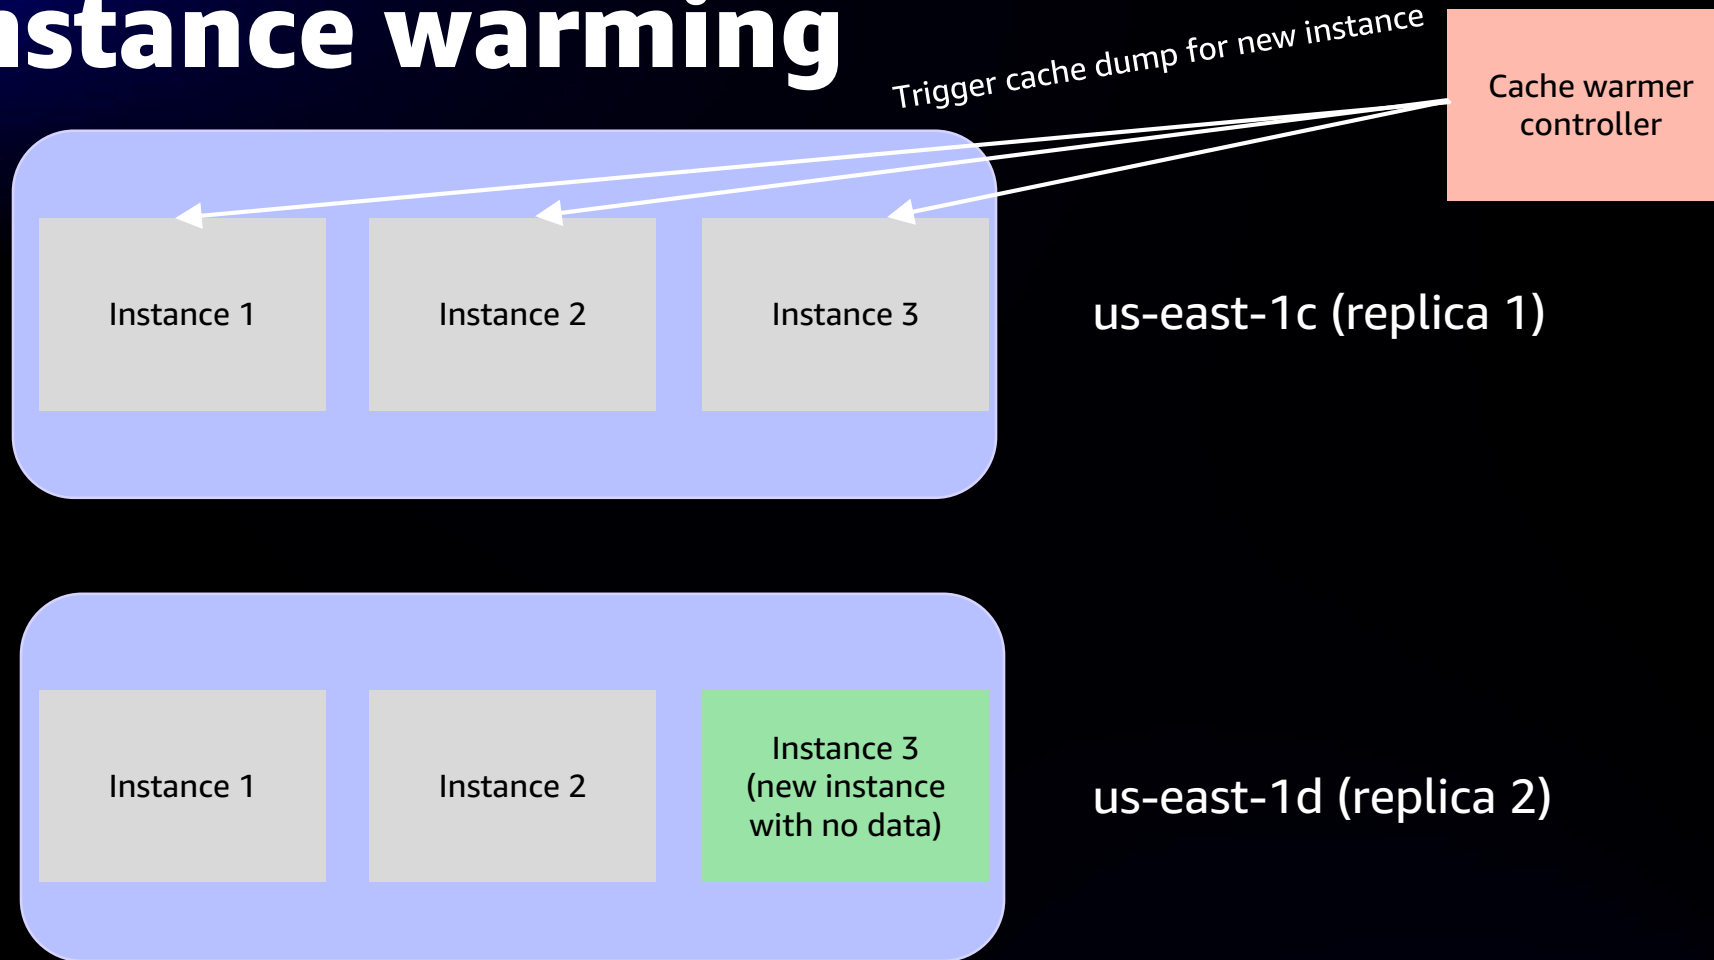 nstance warming
Trigger cache dump for new instance
Cache warmer
controller
Instance 1
Instance 2
Instance 3
us-east-1c (replica 1)
Instance 1
Instance 2
Instance 3
(new instance
with no data)
us-east-1d (replica 2)